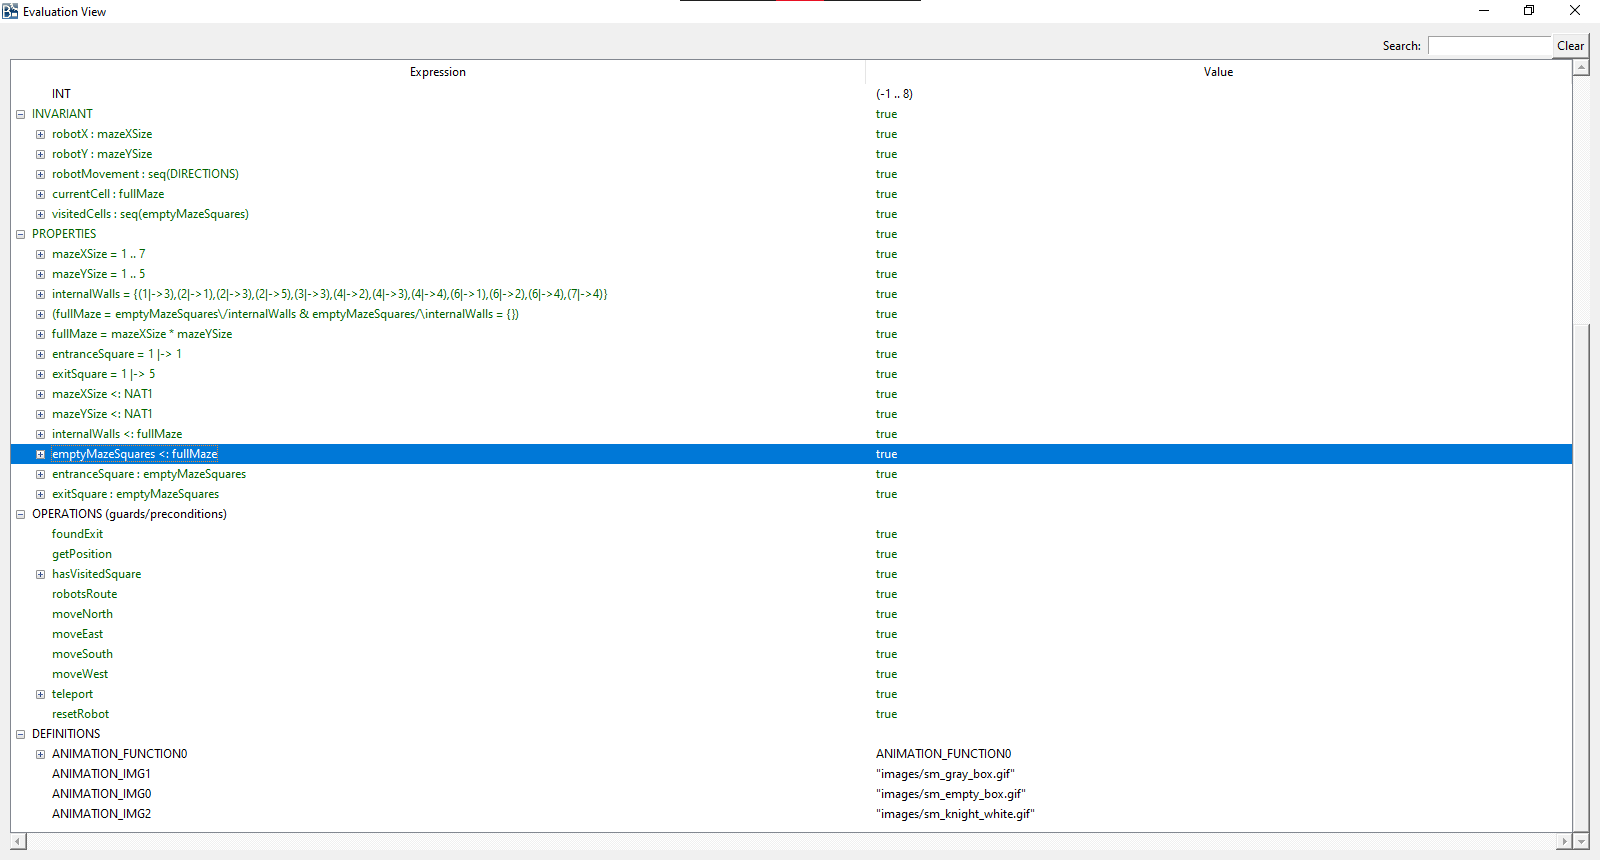 Evaluation View
Search: Clear
Expression Value
INT (-1 .. 8)
INVARIANT true
robotX : mazeXSize true
robotY : mazeYSize true
robotMovement : seq(DIRECTIONS) true
currentCell : fullMaze true
visitedCells : seq(emptyMazeSquares) true
PROPERTIES true
mazeXSize = 1 .. 7 true
mazeYSize = 1 .. 5 true
internalWalls = {(1|->3),(2|->1),(2|->3),(2|->5),(3|->3),(4|->2),(4|->3),(4|->4),(6|->1),(6|->2),(6|->4),(7|->4)} true
(fullMaze = emptyMazeSquares\/internalWalls & emptyMazeSquares/\internalWalls = {}) true
fullMaze = mazeXSize * mazeYSize true
entranceSquare = 1 |-> 1 true
exitSquare = 1 |-> 5 true
mazeXSize <: NAT1 true
mazeYSize <: NAT1 true
internalWalls <: fullMaze true
emptyMazeSquares <: fullMaze true
entranceSquare : emptyMazeSquares true
exitSquare : emptyMazeSquares true
OPERATIONS (guards/preconditions)
foundExit true
getPosition true
hasVisitedSquare true
robotsRoute true
moveNorth true
moveEast true
moveSouth true
moveWest true
teleport true
resetRobot true
DEFINITIONS
ANIMATION_FUNCTION0 ANIMATION_FUNCTION0
ANIMATION_IMG1 "images/sm_gray_box.gif"
ANIMATION_IMG0 "images/sm_empty_box.gif"
ANIMATION_IMG2 "images/sm_knight_white.gif"